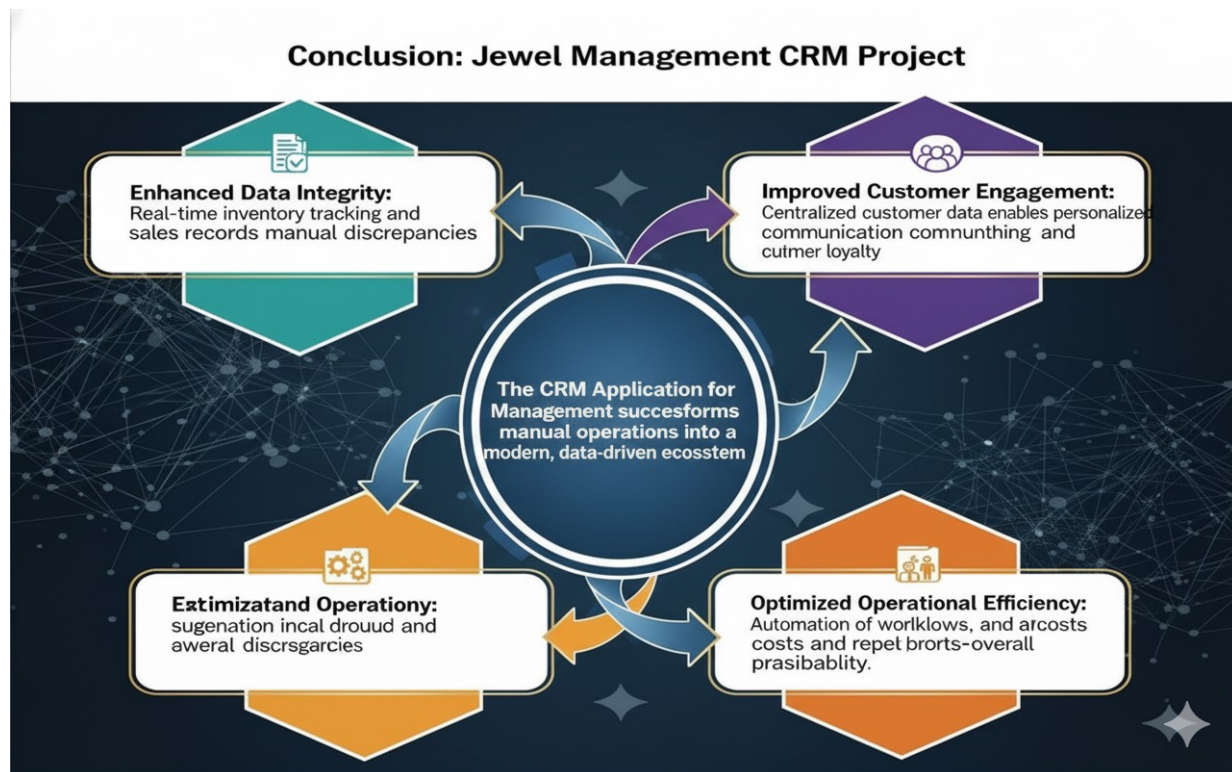 Conclusion: Jewel Management CRM Project
Enhanced Data Integrity:
Real-time inventory tracking and
sales records manual discrepancies
Improved Customer Engagement:
Centralized customer data enables personalized
communication comnunthing and
cutmer loyalty
The CRM Application for
Management succesforms
manual operations into a
modern, data-driven ecosstem
Extimizatand Operationy:
sugenation incal droud and
aweral discrsgarcies
Optimized Operational Efficiency:
Automation of worlklows, and arcosts
costs and repet brorts-overall
prasibablity.